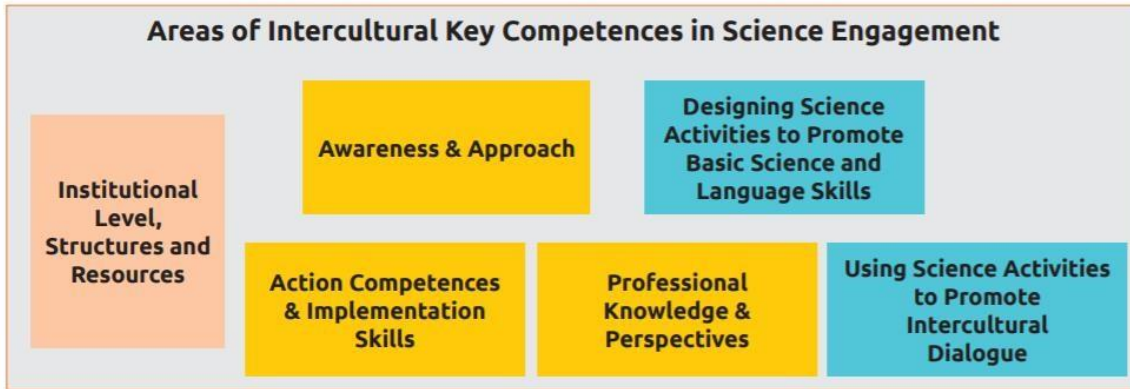 Areas of Intercultural Key Competences in Science Engagement
Institutional
Level,
Structures and
Resources
Awareness & Approach
Designing Science
Activities to Promote
Basic Science and
Language Skills
Action Competences
& Implementation
Skills
Professional
Knowledge &
Perspectives
Using Science Activities
to Promote
Intercultural
Dialogue